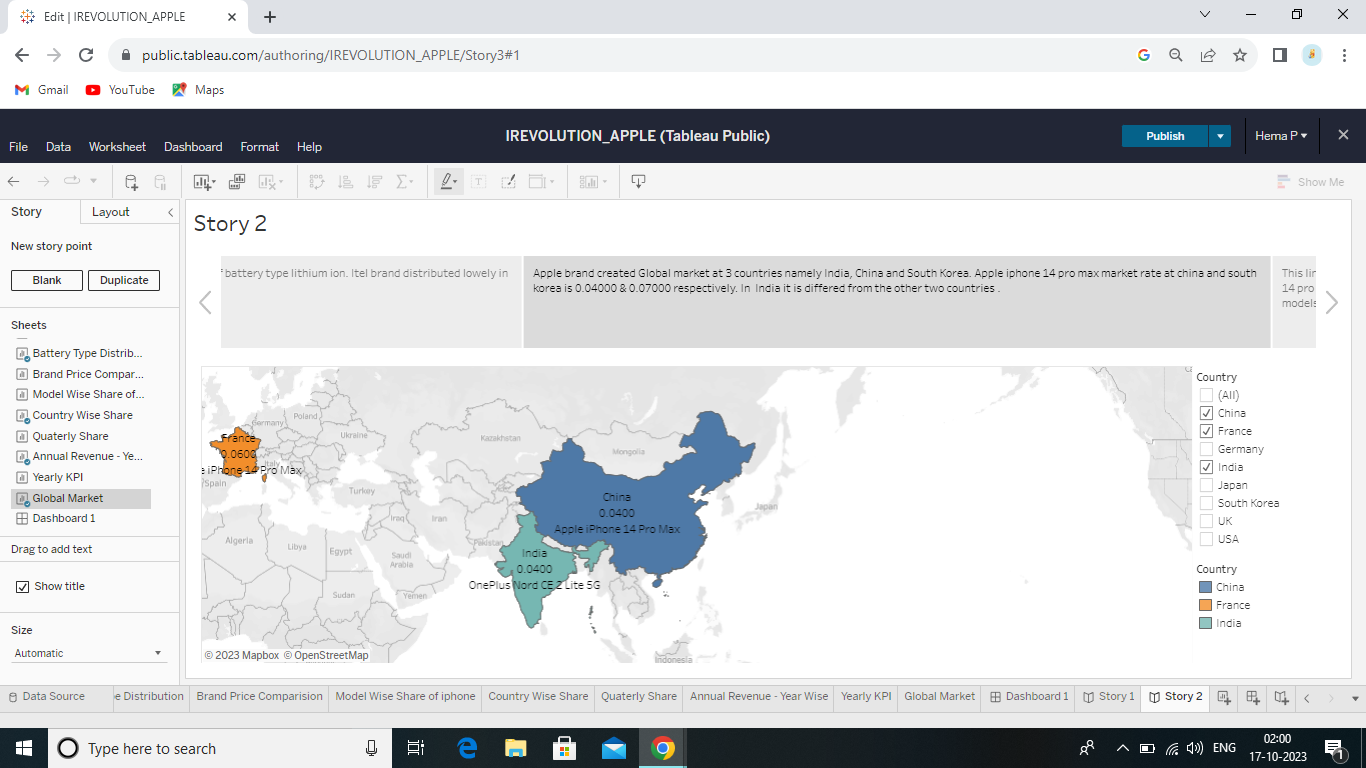 Edit | IREVOLUTION_APPLE
public.tableau.com/authoring/IREVOLUTION_APPLE/Story3#1
Gmail YouTube Maps
IREVOLUTION_APPLE (Tableau Public)
Publish
Hema P
File Data Worksheet Dashboard Format Help
Show Me
Story Layout
New story point
Blank Duplicate
Sheets
Battery Type Distrib...
Brand Price Compar...
Model Wise Share of...
Country Wise Share
Quaterly Share
Annual Revenue - Ye...
Yearly KPI
Global Market
Dashboard 1
Drag to add text
Show title
Size
Automatic
Story 2
battery type lithium ion. Itel brand distributed lowely in
Apple brand created Global market at 3 countries namely India, China and South Korea. Apple iphone 14 pro max market rate at china and south
korea is 0.04000 & 0.07000 respectively. In India it is differed from the other two countries .
This lin
14 pro
models
Germany
Poland
Ukraine
Kazakhstan
Mongolia
France
0.0600
e iPhone 14 Pro Max
Italy
Spain
Turkey
Iraq
Iran
Pakistan
Japan
Algeria
Libya
Egypt
Saudi
Arabia
Sudan
Yemen
Indonesia
China
0.0400
Apple iPhone 14 Pro Max
India
0.0400
OnePlus Nord CE 2 Lite 5G
© 2023 Mapbox © OpenStreetMap
Country
(All)
China
France
Germany
India
Japan
South Korea
UK
USA
Country
China
France
India
Data Source
e Distribution
Brand Price Comparision
Model Wise Share of iphone
Country Wise Share
Quaterly Share
Annual Revenue - Year Wise
Yearly KPI
Global Market
Dashboard 1
Story 1
Story 2
Type here to search
ENG
02:00
17-10-2023
1